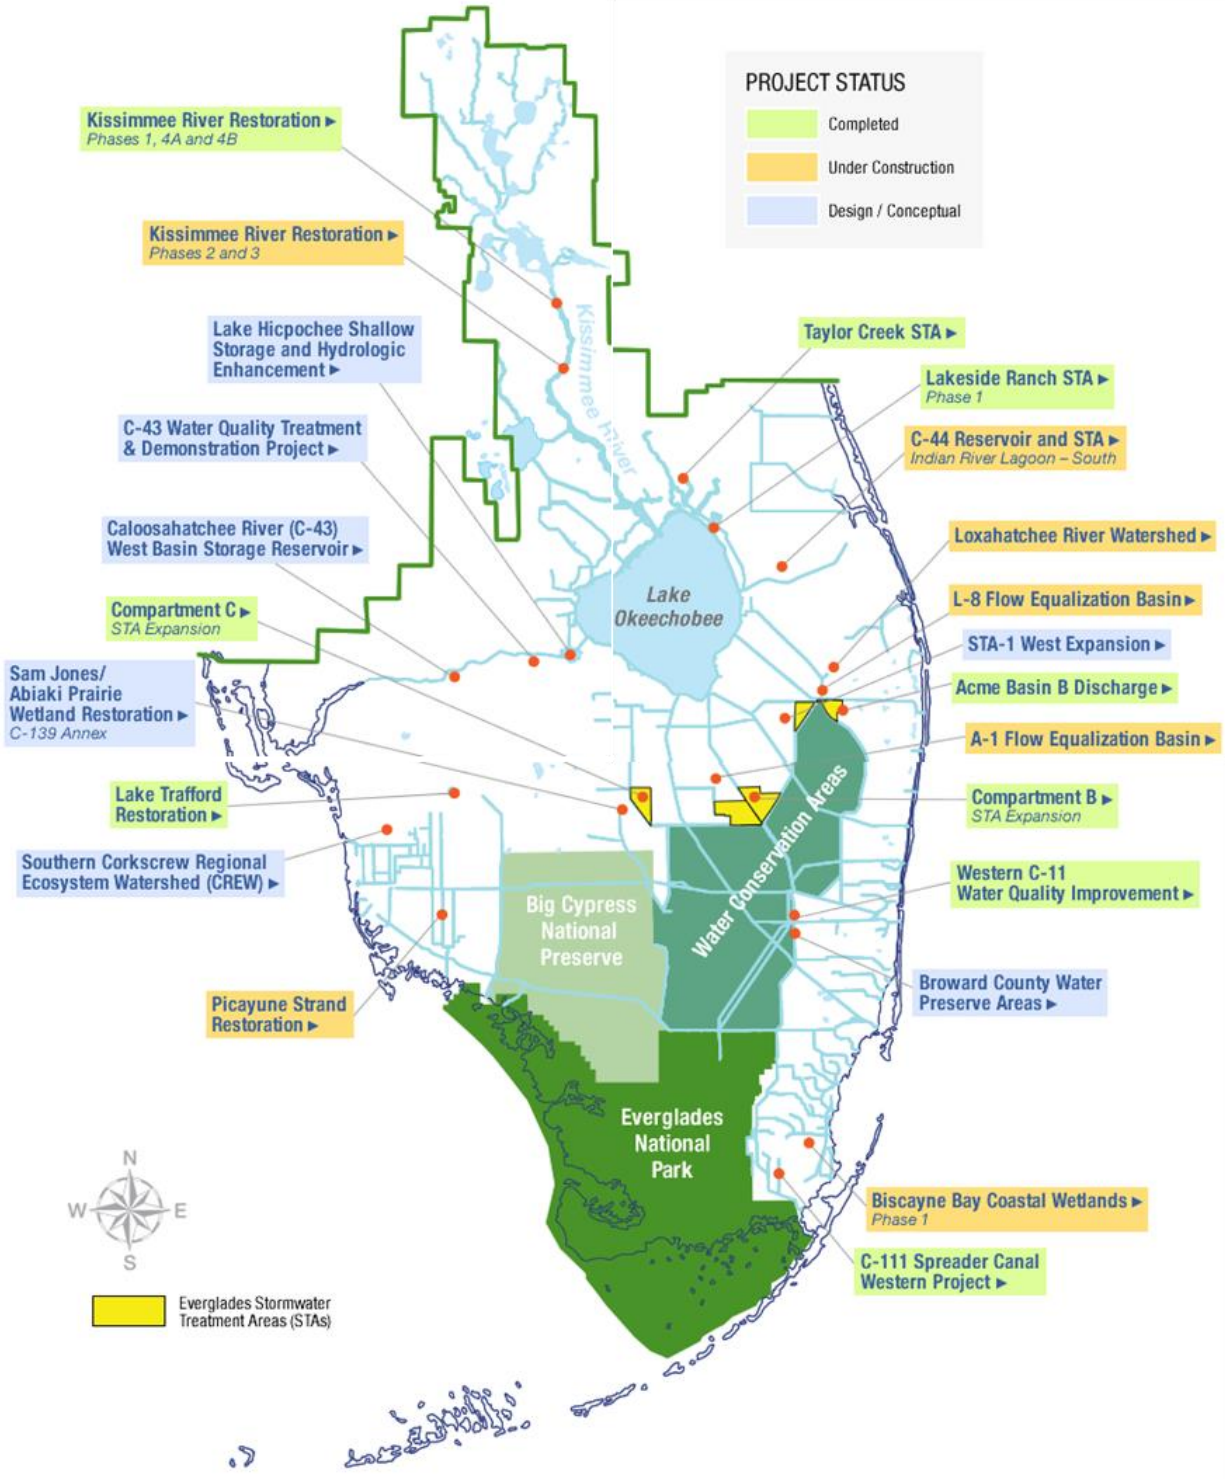 PROJECT STATUS
Completed
Under Construction
Design / Conceptual
Kissimmee River Restoration ▶
Phases 1, 4A and 4B
Kissimmee River Restoration ▶
Phases 2 and 3
Lake Hicpochee Shallow
Storage and Hydrologic
Enhancement ▶
C-43 Water Quality Treatment
& Demonstration Project ▶
Caloosahatchee River (C-43)
West Basin Storage Reservoir ▶
Compartment C ▶
STA Expansion
Sam Jones/
Abiaki Prairie
Wetland Restoration ▶
C-139 Annex
Lake Trafford
Restoration ▶
Southern Corkscrew Regional
Ecosystem Watershed (CREW) ▶
Picayune Strand
Restoration ▶
Kissimmee River
Lake
Okeechobee
Taylor Creek STA ▶
Lakeside Ranch STA ▶
Phase 1
C-44 Reservoir and STA ▶
Indian River Lagoon – South
Loxahatchee River Watershed ▶
L-8 Flow Equalization Basin ▶
STA-1 West Expansion ▶
Acme Basin B Discharge ▶
A-1 Flow Equalization Basin ▶
Compartment B ▶
STA Expansion
Western C-11
Water Quality Improvement ▶
Broward County Water
Preserve Areas ▶
Water Conservation Areas
Big Cypress
National
Preserve
Everglades
National
Park
Biscayne Bay Coastal Wetlands ▶
Phase 1
C-111 Spreader Canal
Western Project ▶
N
W
E
S
Everglades Stormwater
Treatment Areas (STAs)